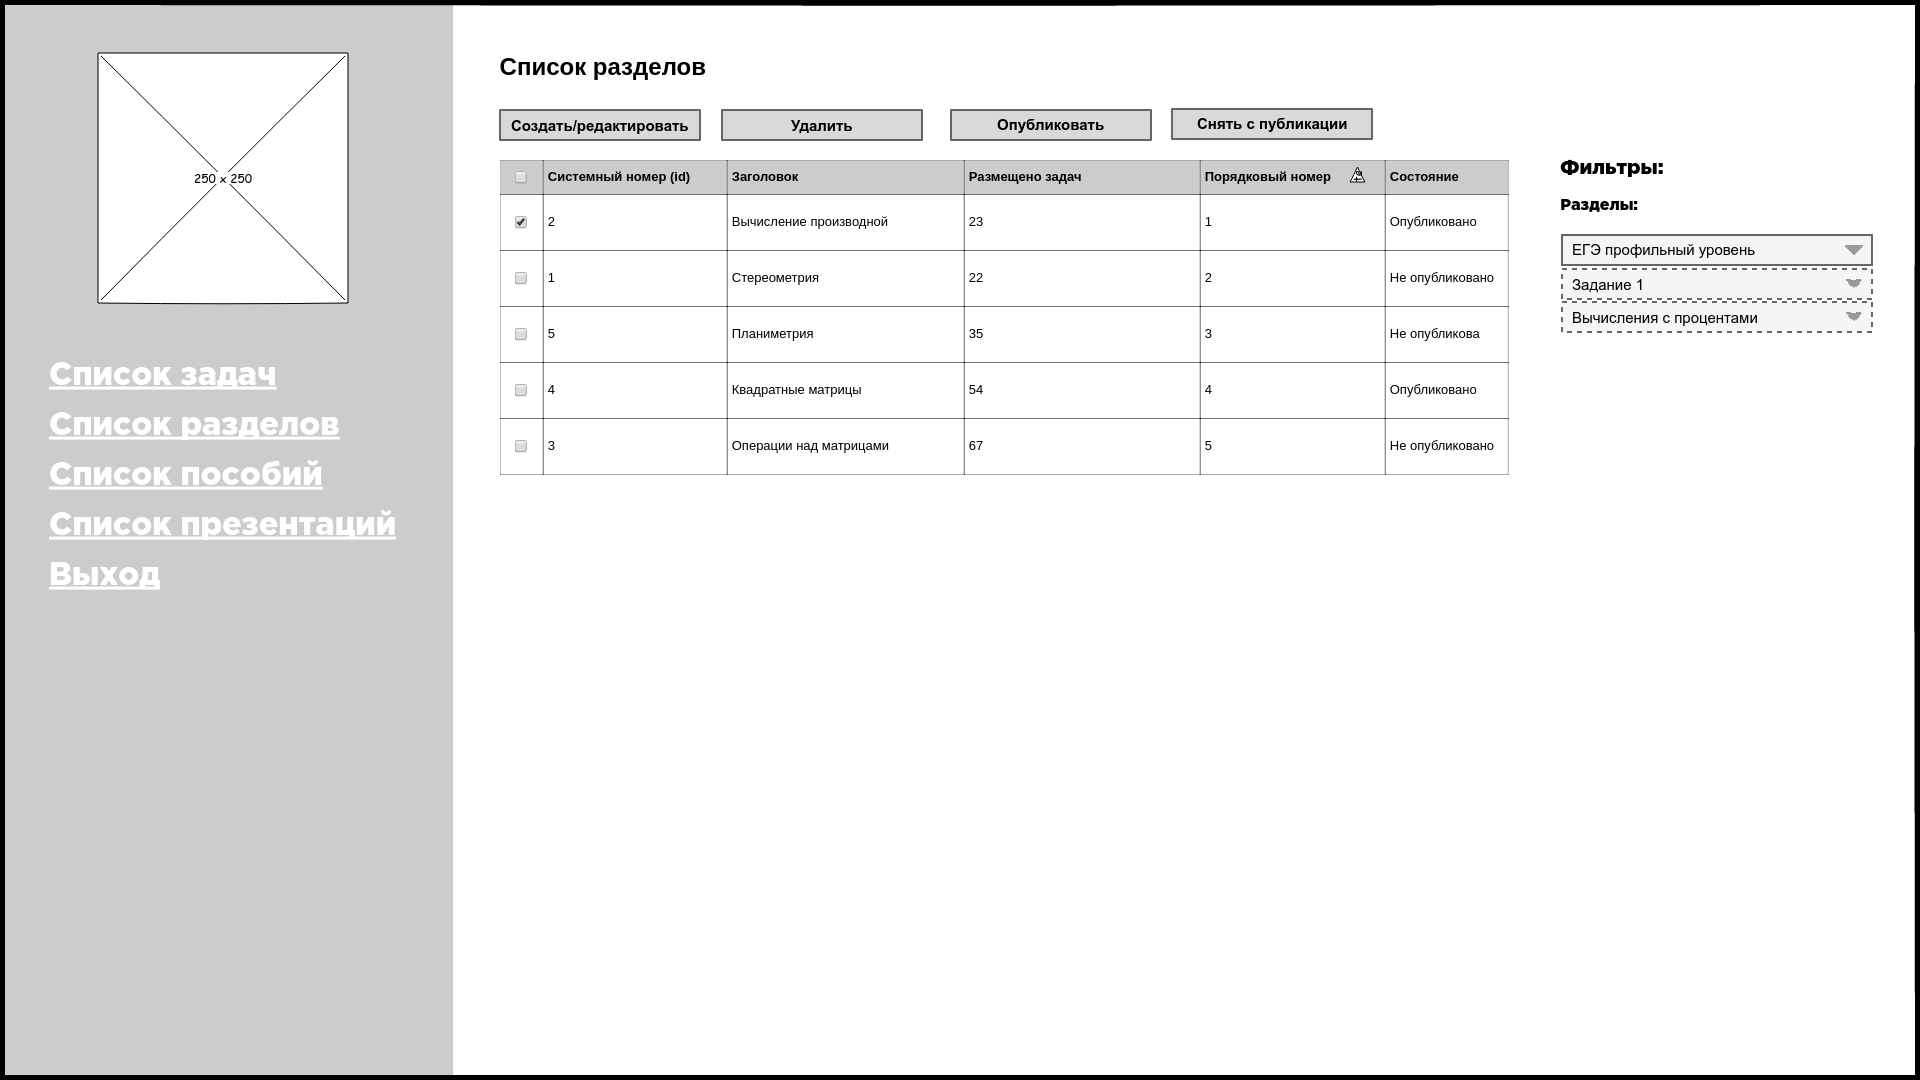 250 x 250
Список задач
Список разделов
Список пособий
Список презентаций
Выход
Список разделов
Создать/редактировать Удалить Опубликовать Снять с публикации
Системный номер (id) Заголовок Размещено задач Порядковый номер Состояние
2 Вычисление производной 23 1 Опубликовано
1 Стереометрия 22 2 Не опубликовано
5 Планиметрия 35 3 Не опубликова
4 Квадратные матрицы 54 4 Опубликовано
3 Операции над матрицами 67 5 Не опубликовано
Фильтры:
Разделы:
ЕГЭ профильный уровень
Задание 1
Вычисления с процентами